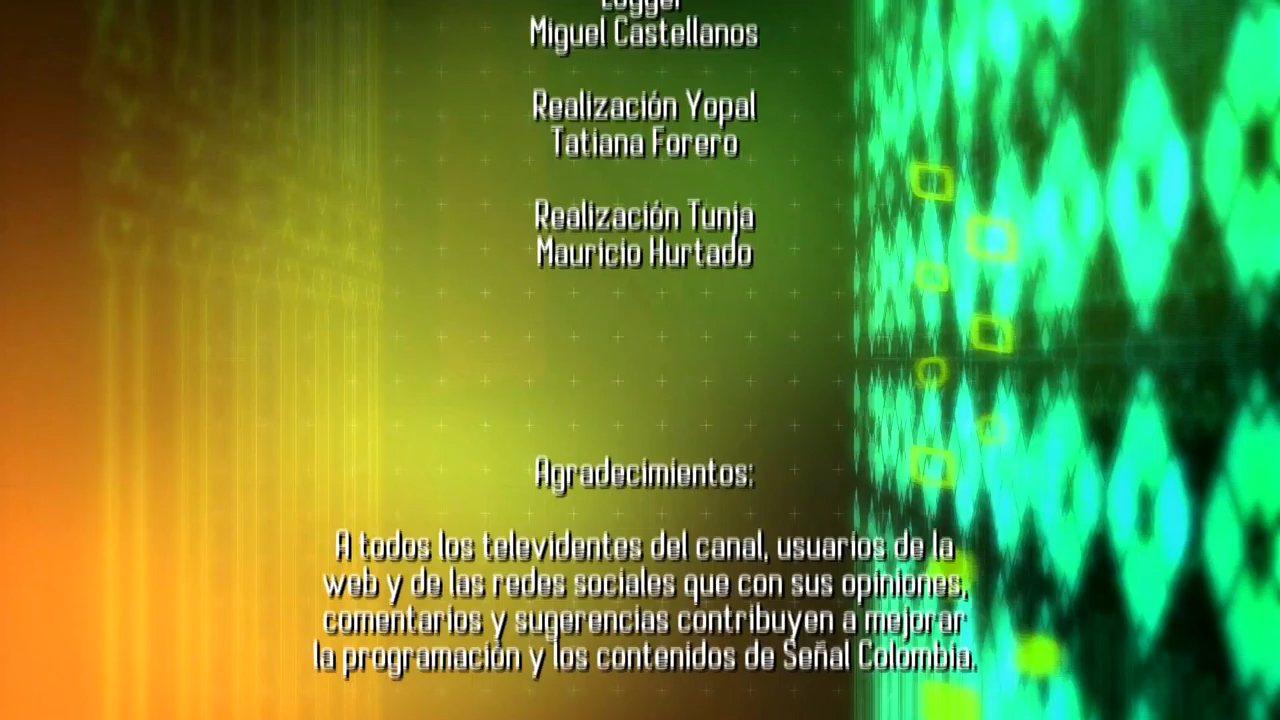 Logger
Miguel Castellanos
Realización Yopal
Tatiana Forero
Realización Tunja
Mauricio Hurtado
Agradecimientos:
A todos los televidentes del canal, usuarios de la
web y de las redes sociales que con sus opiniones,
comentarios y sugerencias contribuyen a mejorar
la programación y los contenidos de Señal Colombia.